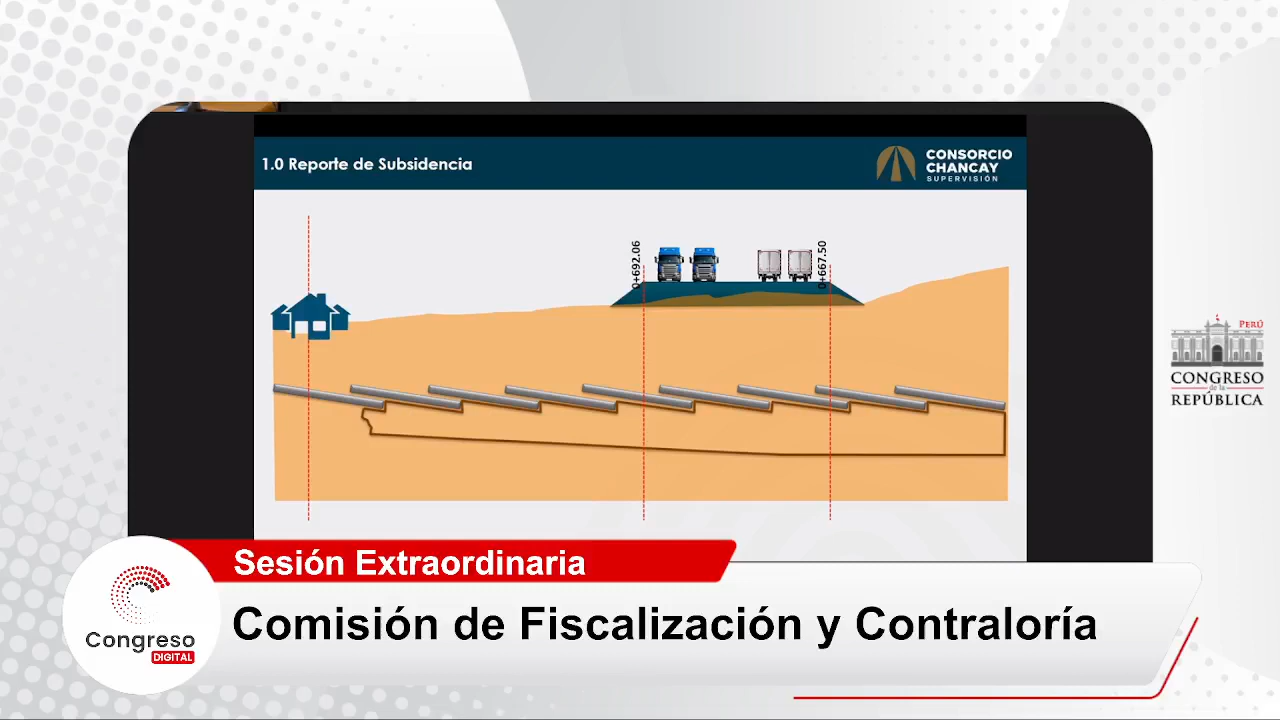 1.0 Reporte de Subsidencia
CONSORCIO
CHANCAY
SUPERVISIÓN
0+692.06
0+667.50
PERÚ
CONGRESO
de la
REPÚBLICA
Sesión Extraordinaria
Comisión de Fiscalización y Contraloría
Congreso
DIGITAL